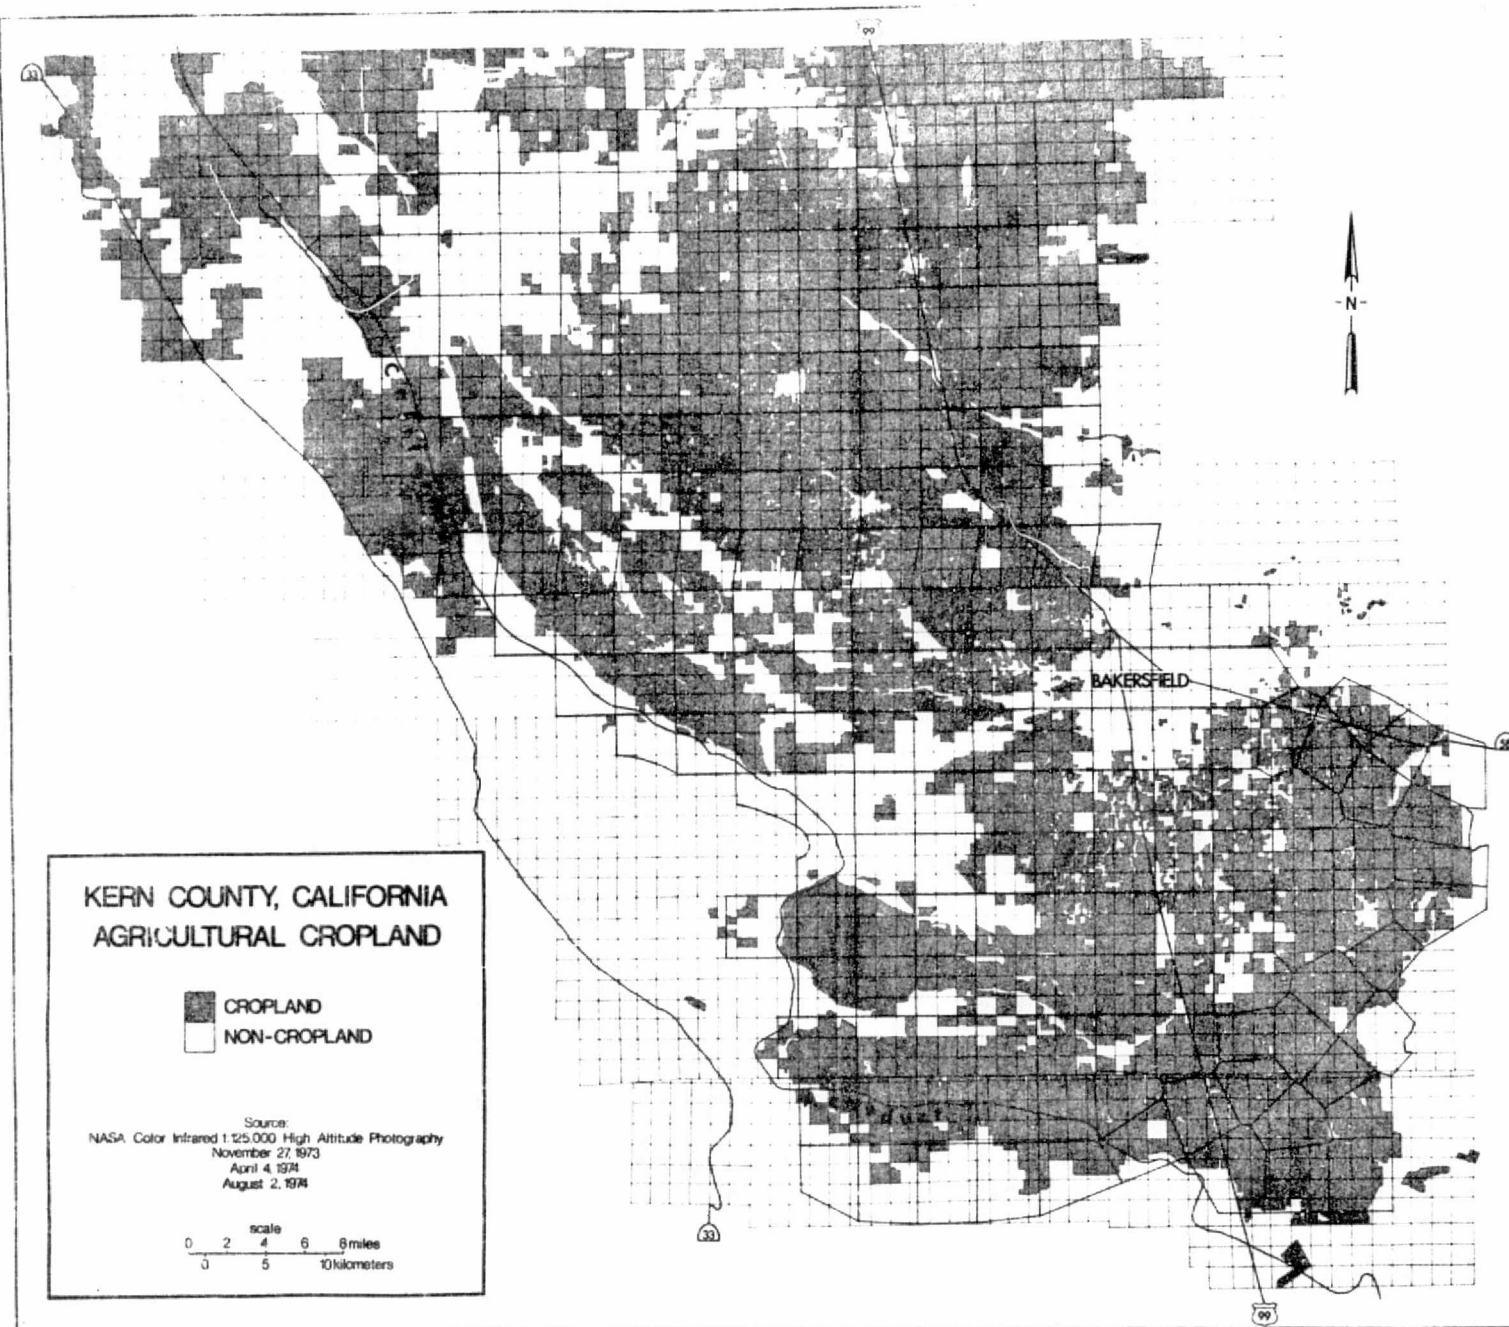 99
33
N
C
BAKERSFIELD
58
KERN COUNTY, CALIFORNIA
AGRICULTURAL CROPLAND
CROPLAND
NON-CROPLAND
Source:
NASA Color Infrared 1:125,000 High Altitude Photography
November 27, 1973
April 4, 1974
August 2, 1974
scale
0 2 4 6 8 miles
0 5 10 kilometers
33
99